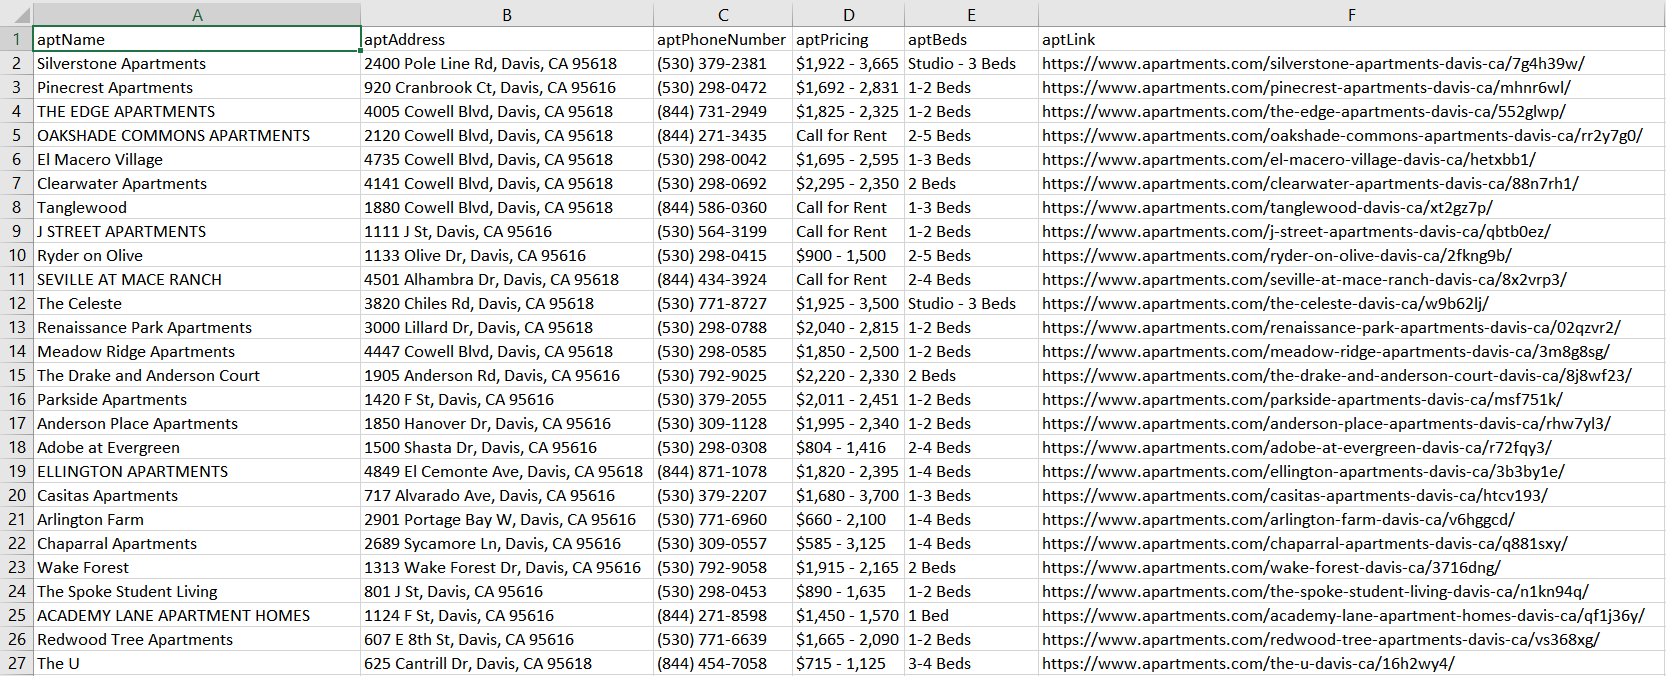 A B C D E F
1 aptName aptAddress aptPhoneNumber aptPricing aptBeds aptLink
2 Silverstone Apartments 2400 Pole Line Rd, Davis, CA 95618 (530) 379-2381 $1,922 - 3,665 Studio - 3 Beds https://www.apartments.com/silverstone-apartments-davis-ca/7g4h39w/
3 Pinecrest Apartments 920 Cranbrook Ct, Davis, CA 95616 (530) 298-0472 $1,692 - 2,831 1-2 Beds https://www.apartments.com/pinecrest-apartments-davis-ca/mhnr6wl/
4 THE EDGE APARTMENTS 4005 Cowell Blvd, Davis, CA 95618 (844) 731-2949 $1,825 - 2,325 1-2 Beds https://www.apartments.com/the-edge-apartments-davis-ca/552glwp/
5 OAKSHADE COMMONS APARTMENTS 2120 Cowell Blvd, Davis, CA 95618 (844) 271-3435 Call for Rent 2-5 Beds https://www.apartments.com/oakshade-commons-apartments-davis-ca/rr2y7g0/
6 El Macero Village 4735 Cowell Blvd, Davis, CA 95618 (530) 298-0042 $1,695 - 2,595 1-3 Beds https://www.apartments.com/el-macero-village-davis-ca/hetxbb1/
7 Clearwater Apartments 4141 Cowell Blvd, Davis, CA 95618 (530) 298-0692 $2,295 - 2,350 2 Beds https://www.apartments.com/clearwater-apartments-davis-ca/88n7rh1/
8 Tanglewood 1880 Cowell Blvd, Davis, CA 95618 (844) 586-0360 Call for Rent 1-3 Beds https://www.apartments.com/tanglewood-davis-ca/xt2gz7p/
9 J STREET APARTMENTS 1111 J St, Davis, CA 95616 (530) 564-3199 Call for Rent 1-2 Beds https://www.apartments.com/j-street-apartments-davis-ca/qbtb0ez/
10 Ryder on Olive 1133 Olive Dr, Davis, CA 95616 (530) 298-0415 $900 - 1,500 2-5 Beds https://www.apartments.com/ryder-on-olive-davis-ca/2fkng9b/
11 SEVILLE AT MACE RANCH 4501 Alhambra Dr, Davis, CA 95618 (844) 434-3924 Call for Rent 2-4 Beds https://www.apartments.com/seville-at-mace-ranch-davis-ca/8x2vrp3/
12 The Celeste 3820 Chiles Rd, Davis, CA 95618 (530) 771-8727 $1,925 - 3,500 Studio - 3 Beds https://www.apartments.com/the-celeste-davis-ca/w9b62lj/
13 Renaissance Park Apartments 3000 Lillard Dr, Davis, CA 95618 (530) 298-0788 $2,040 - 2,815 1-2 Beds https://www.apartments.com/renaissance-park-apartments-davis-ca/02qzvr2/
14 Meadow Ridge Apartments 4447 Cowell Blvd, Davis, CA 95618 (530) 298-0585 $1,850 - 2,500 1-2 Beds https://www.apartments.com/meadow-ridge-apartments-davis-ca/3m8g8sg/
15 The Drake and Anderson Court 1905 Anderson Rd, Davis, CA 95616 (530) 792-9025 $2,220 - 2,330 2 Beds https://www.apartments.com/the-drake-and-anderson-court-davis-ca/8j8wf23/
16 Parkside Apartments 1420 F St, Davis, CA 95616 (530) 379-2055 $2,011 - 2,451 1-2 Beds https://www.apartments.com/parkside-apartments-davis-ca/msf751k/
17 Anderson Place Apartments 1850 Hanover Dr, Davis, CA 95616 (530) 309-1128 $1,995 - 2,340 1-2 Beds https://www.apartments.com/anderson-place-apartments-davis-ca/rhw7yl3/
18 Adobe at Evergreen 1500 Shasta Dr, Davis, CA 95616 (530) 298-0308 $804 - 1,416 2-4 Beds https://www.apartments.com/adobe-at-evergreen-davis-ca/r72fqy3/
19 ELLINGTON APARTMENTS 4849 El Cemonte Ave, Davis, CA 95618 (844) 871-1078 $1,820 - 2,395 1-4 Beds https://www.apartments.com/ellington-apartments-davis-ca/3b3by1e/
20 Casitas Apartments 717 Alvarado Ave, Davis, CA 95616 (530) 379-2207 $1,680 - 3,700 1-3 Beds https://www.apartments.com/casitas-apartments-davis-ca/htcv193/
21 Arlington Farm 2901 Portage Bay W, Davis, CA 95616 (530) 771-6960 $660 - 2,100 1-4 Beds https://www.apartments.com/arlington-farm-davis-ca/v6hggcd/
22 Chaparral Apartments 2689 Sycamore Ln, Davis, CA 95616 (530) 309-0557 $585 - 3,125 1-4 Beds https://www.apartments.com/chaparral-apartments-davis-ca/q881sxy/
23 Wake Forest 1313 Wake Forest Dr, Davis, CA 95616 (530) 792-9058 $1,915 - 2,165 2 Beds https://www.apartments.com/wake-forest-davis-ca/3716dng/
24 The Spoke Student Living 801 J St, Davis, CA 95616 (530) 298-0453 $890 - 1,635 1-2 Beds https://www.apartments.com/the-spoke-student-living-davis-ca/n1kn94q/
25 ACADEMY LANE APARTMENT HOMES 1124 F St, Davis, CA 95616 (844) 271-8598 $1,450 - 1,570 1 Bed https://www.apartments.com/academy-lane-apartment-homes-davis-ca/qf1j36y/
26 Redwood Tree Apartments 607 E 8th St, Davis, CA 95616 (530) 771-6639 $1,665 - 2,090 1-2 Beds https://www.apartments.com/redwood-tree-apartments-davis-ca/vs368xg/
27 The U 625 Cantrill Dr, Davis, CA 95618 (844) 454-7058 $715 - 1,125 3-4 Beds https://www.apartments.com/the-u-davis-ca/16h2wy4/